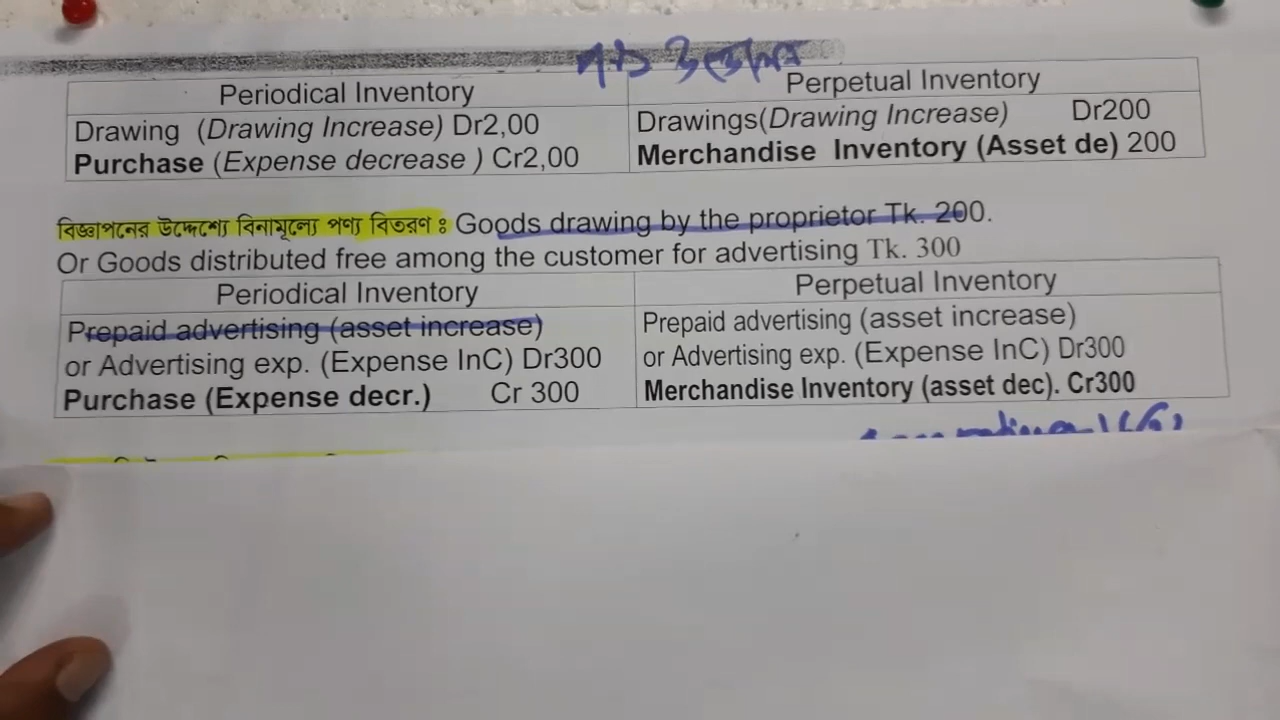 পণ্য উত্তোলন
Periodical Inventory
Perpetual Inventory
Drawing (Drawing Increase) Dr2,00
Purchase (Expense decrease ) Cr2,00
Drawings(Drawing Increase) Dr200
Merchandise Inventory (Asset de) 200
বিজ্ঞাপনের উদ্দেশ্যে বিনামূল্যে পণ্য বিতরণ ঃ Goods drawing by the proprietor Tk. 200.
Or Goods distributed free among the customer for advertising Tk. 300
Periodical Inventory
Perpetual Inventory
Prepaid advertising (asset increase)
or Advertising exp. (Expense InC) Dr300
Purchase (Expense decr.) Cr 300
Prepaid advertising (asset increase)
or Advertising exp. (Expense InC) Dr300
Merchandise Inventory (asset dec). Cr300